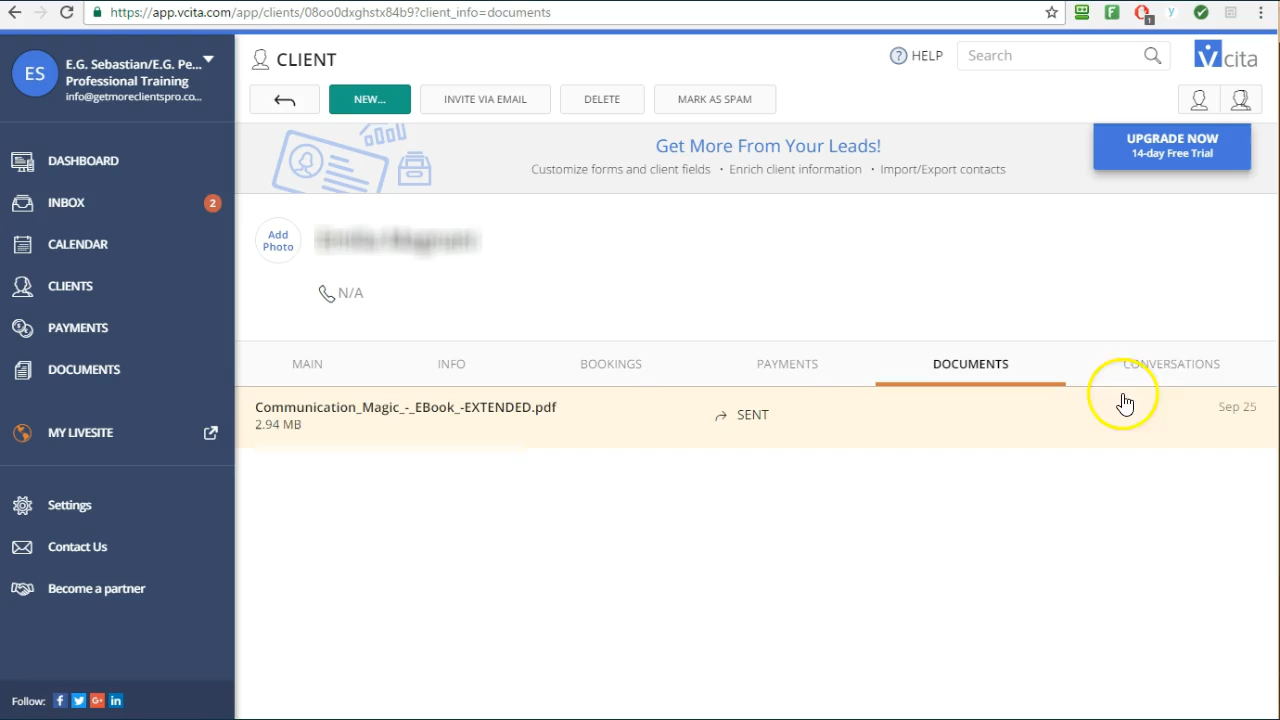 https://app.vcita.com/app/clients/08oo0dxghstx84b9?client_info=documents
1
ES
E.G. Sebastian/E.G. Pe...
Professional Training
info@getmoreclientspro.co...
DASHBOARD
INBOX
2
CALENDAR
CLIENTS
PAYMENTS
DOCUMENTS
MY LIVESITE
Settings
Contact Us
Become a partner
Follow:
CLIENT
HELP
Search
vcita
NEW...
INVITE VIA EMAIL
DELETE
MARK AS SPAM
Get More From Your Leads!
Customize forms and client fields • Enrich client information • Import/Export contacts
UPGRADE NOW
14-day Free Trial
Add
Photo
N/A
MAIN
INFO
BOOKINGS
PAYMENTS
DOCUMENTS
CONVERSATIONS
Communication_Magic_-_EBook_-EXTENDED.pdf
2.94 MB
SENT
Sep 25